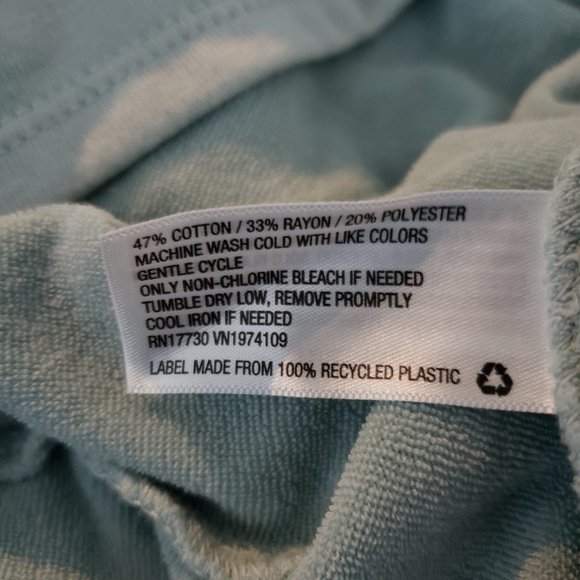 47% COTTON / 33% RAYON / 20% POLYESTER
MACHINE WASH COLD WITH LIKE COLORS
GENTLE CYCLE
ONLY NON-CHLORINE BLEACH IF NEEDED
TUMBLE DRY LOW, REMOVE PROMPTLY
COOL IRON IF NEEDED
RN17730 VN1974109
LABEL MADE FROM 100% RECYCLED PLASTIC